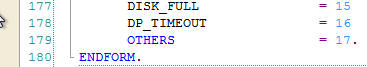 177 DISK_FULL = 15
178 DP_TIMEOUT = 16
179 OTHERS = 17.
180 ENDFORM.